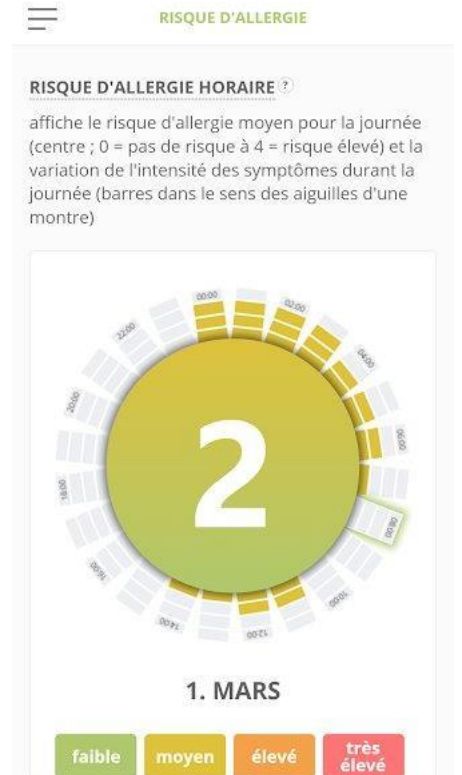 RISQUE D'ALLERGIE
RISQUE D'ALLERGIE HORAIRE ?
affiche le risque d'allergie moyen pour la journée
(centre ; 0 = pas de risque à 4 = risque élevé) et la
variation de l'intensité des symptômes durant la
journée (barres dans le sens des aiguilles d'une
montre)
00:00
02:00
04:00
06:00
08:00
10:00
12:00
14:00
16:00
18:00
20:00
22:00
2
1. MARS
faible
moyen
élevé
très
élevé